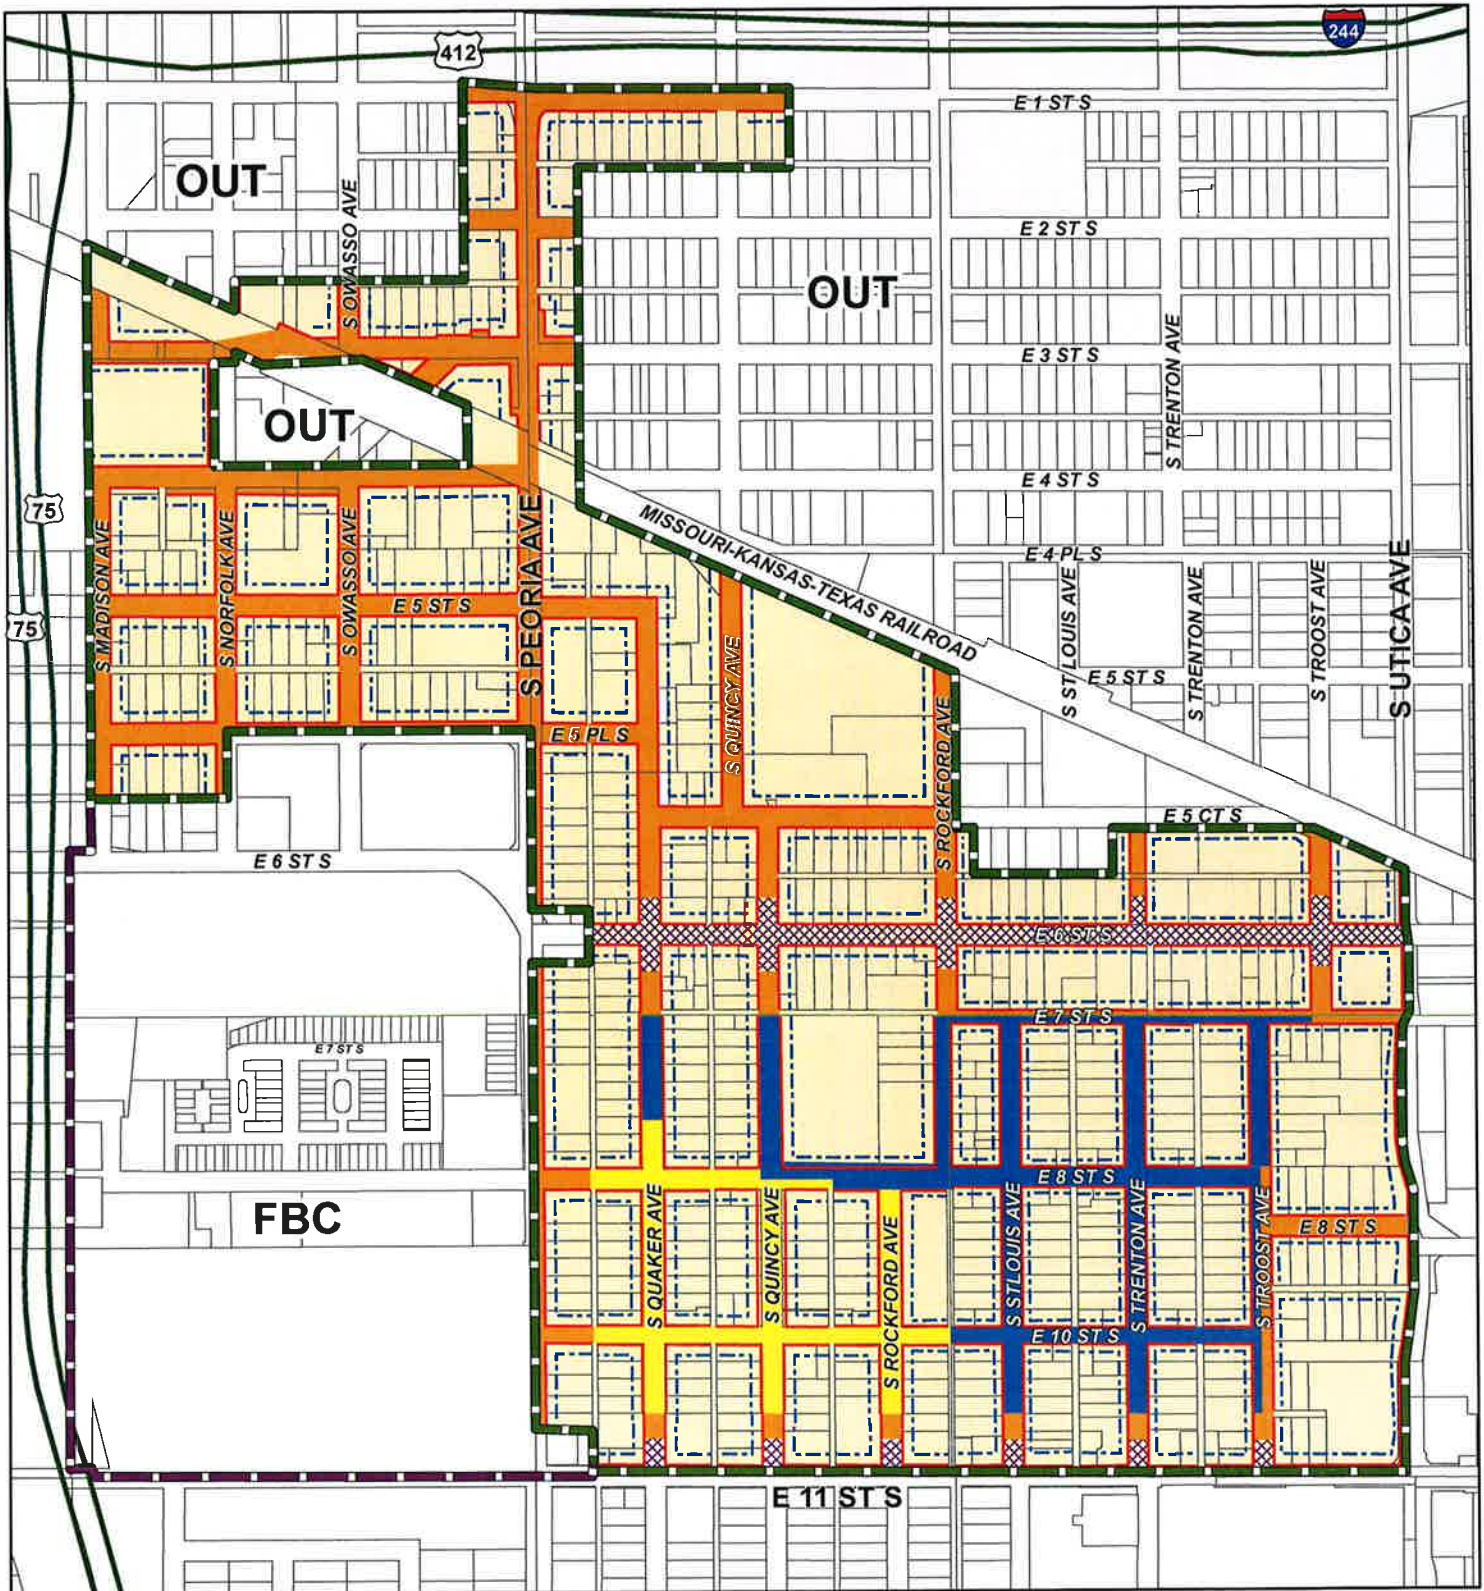 412
244
E 1 ST S
OUT
S OWASSO AVE
E 2 ST S
OUT
E 3 ST S
S TRENTON AVE
OUT
E 4 ST S
75
MISSOURI-KANSAS-TEXAS RAILROAD
E 4 PL S
S MADISON AVE
S NORFOLK AVE
S OWASSO AVE
S PEORIA AVE
E 5 ST S
75
S QUINCY AVE
S ST LOUIS AVE
S TRENTON AVE
S TROOST AVE
S UTICA AVE
E 5 ST S
E 5 PL S
S ROCKFORD AVE
E 5 CT S
E 6 ST S
E 6 ST S
E 7 ST S
E 7 ST S
E 8 ST S
FBC
S QUAKER AVE
S QUINCY AVE
S ROCKFORD AVE
S ST LOUIS AVE
S TRENTON AVE
S TROOST AVE
E 8 ST S
E 10 ST S
E 11 ST S